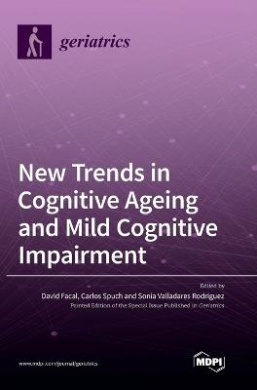 geriatrics
New Trends in
Cognitive Ageing
and Mild Cognitive
Impairment
Edited by
David Facal, Carlos Spuch and Sonia Valladares Rodriguez
Printed Edition of the Special Issue Published in Geriatrics
www.mdpi.com/journal/geriatrics
MDPI